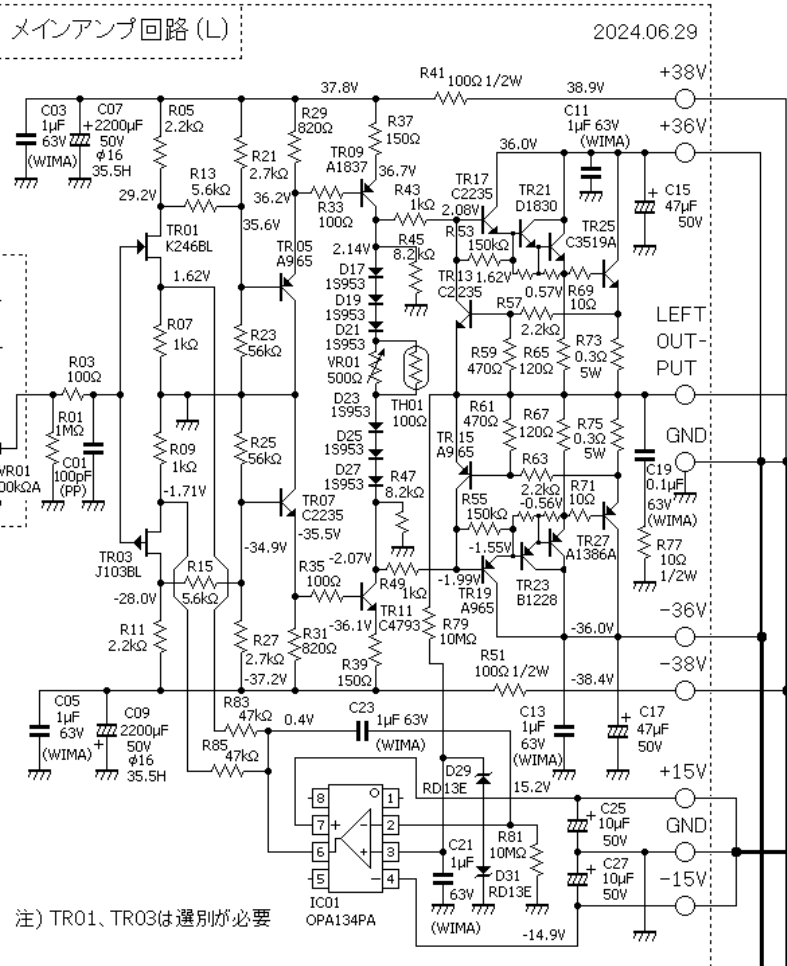 メインアンプ回路(L)
2024.06.29
+38V
+36V
LEFT
OUT-
PUT
GND
-36V
-38V
+15V
GND
-15V
C03
1μF
63V
(WIMA)
C07
+2200μF
50V
φ16
35.5H
R05
2.2kΩ
R13
5.6kΩ
29.2V
TR01
K246BL
1.62V
R07
1kΩ
R03
100Ω
R01
1MΩ
C01
100pF
(PP)
VR01
00kΩA
R09
1kΩ
-1.71V
TR03
J103BL
-28.0V
R15
5.6kΩ
R11
2.2kΩ
C05
1μF
63V
(WIMA)
C09
2200μF
+ 50V
φ16
35.5H
R21
2.7kΩ
35.6V
R29
820Ω
36.2V
TR05
A965
R23
56kΩ
R25
56kΩ
TR07
C2235
-35.5V
-34.9V
R27
2.7kΩ
-37.2V
R31
820Ω
R35
100Ω
37.8V
R37
150Ω
TR09
A1837
36.7V
R33
100Ω
R43
1kΩ
2.14V
R45
8.2kΩ
D17
1S953
D19
1S953
D21
1S953
VR01
500Ω
TH01
100Ω
D23
1S953
D25
1S953
D27
1S953
R47
8.2kΩ
-2.07V
R49
1kΩ
-36.1V
TR11
C4793
R39
150Ω
R41
100Ω 1/2W
38.9V
C11
1μF 63V
(WIMA)
36.0V
TR17
C2235
2.08V
R53
150kΩ
TR13
C2235
1.62V
TR21
D1830
0.57V
TR25
C3519A
R69
10Ω
R57
2.2kΩ
C15
+
47μF
50V
R59
470Ω
R65
120Ω
R73
0.3Ω
5W
R61
470Ω
R67
120Ω
R75
0.3Ω
5W
TR15
A965
R63
2.2kΩ
-0.56V
R71
10Ω
R55
150kΩ
-1.55V
-1.99V
TR19
A965
TR23
B1228
TR27
A1386A
C19
0.1μF
63V
(WIMA)
R77
10Ω
1/2W
R79
10MΩ
-36.0V
R51
100Ω 1/2W
-38.4V
C13
1μF
63V
(WIMA)
C17
+
47μF
50V
R83
47kΩ
R85
47kΩ
0.4V
C23
1μF 63V
(WIMA)
D29
RD13E
15.2V
C25
+
10μF
50V
C27
+
10μF
50V
R81
10MΩ
C21
1μF
63V
(WIMA)
D31
RD13E
8
7
6
5
1
2
3
4
+
-
-
+
-
IC01
OPA134PA
-14.9V
注) TR01、TR03は選別が必要